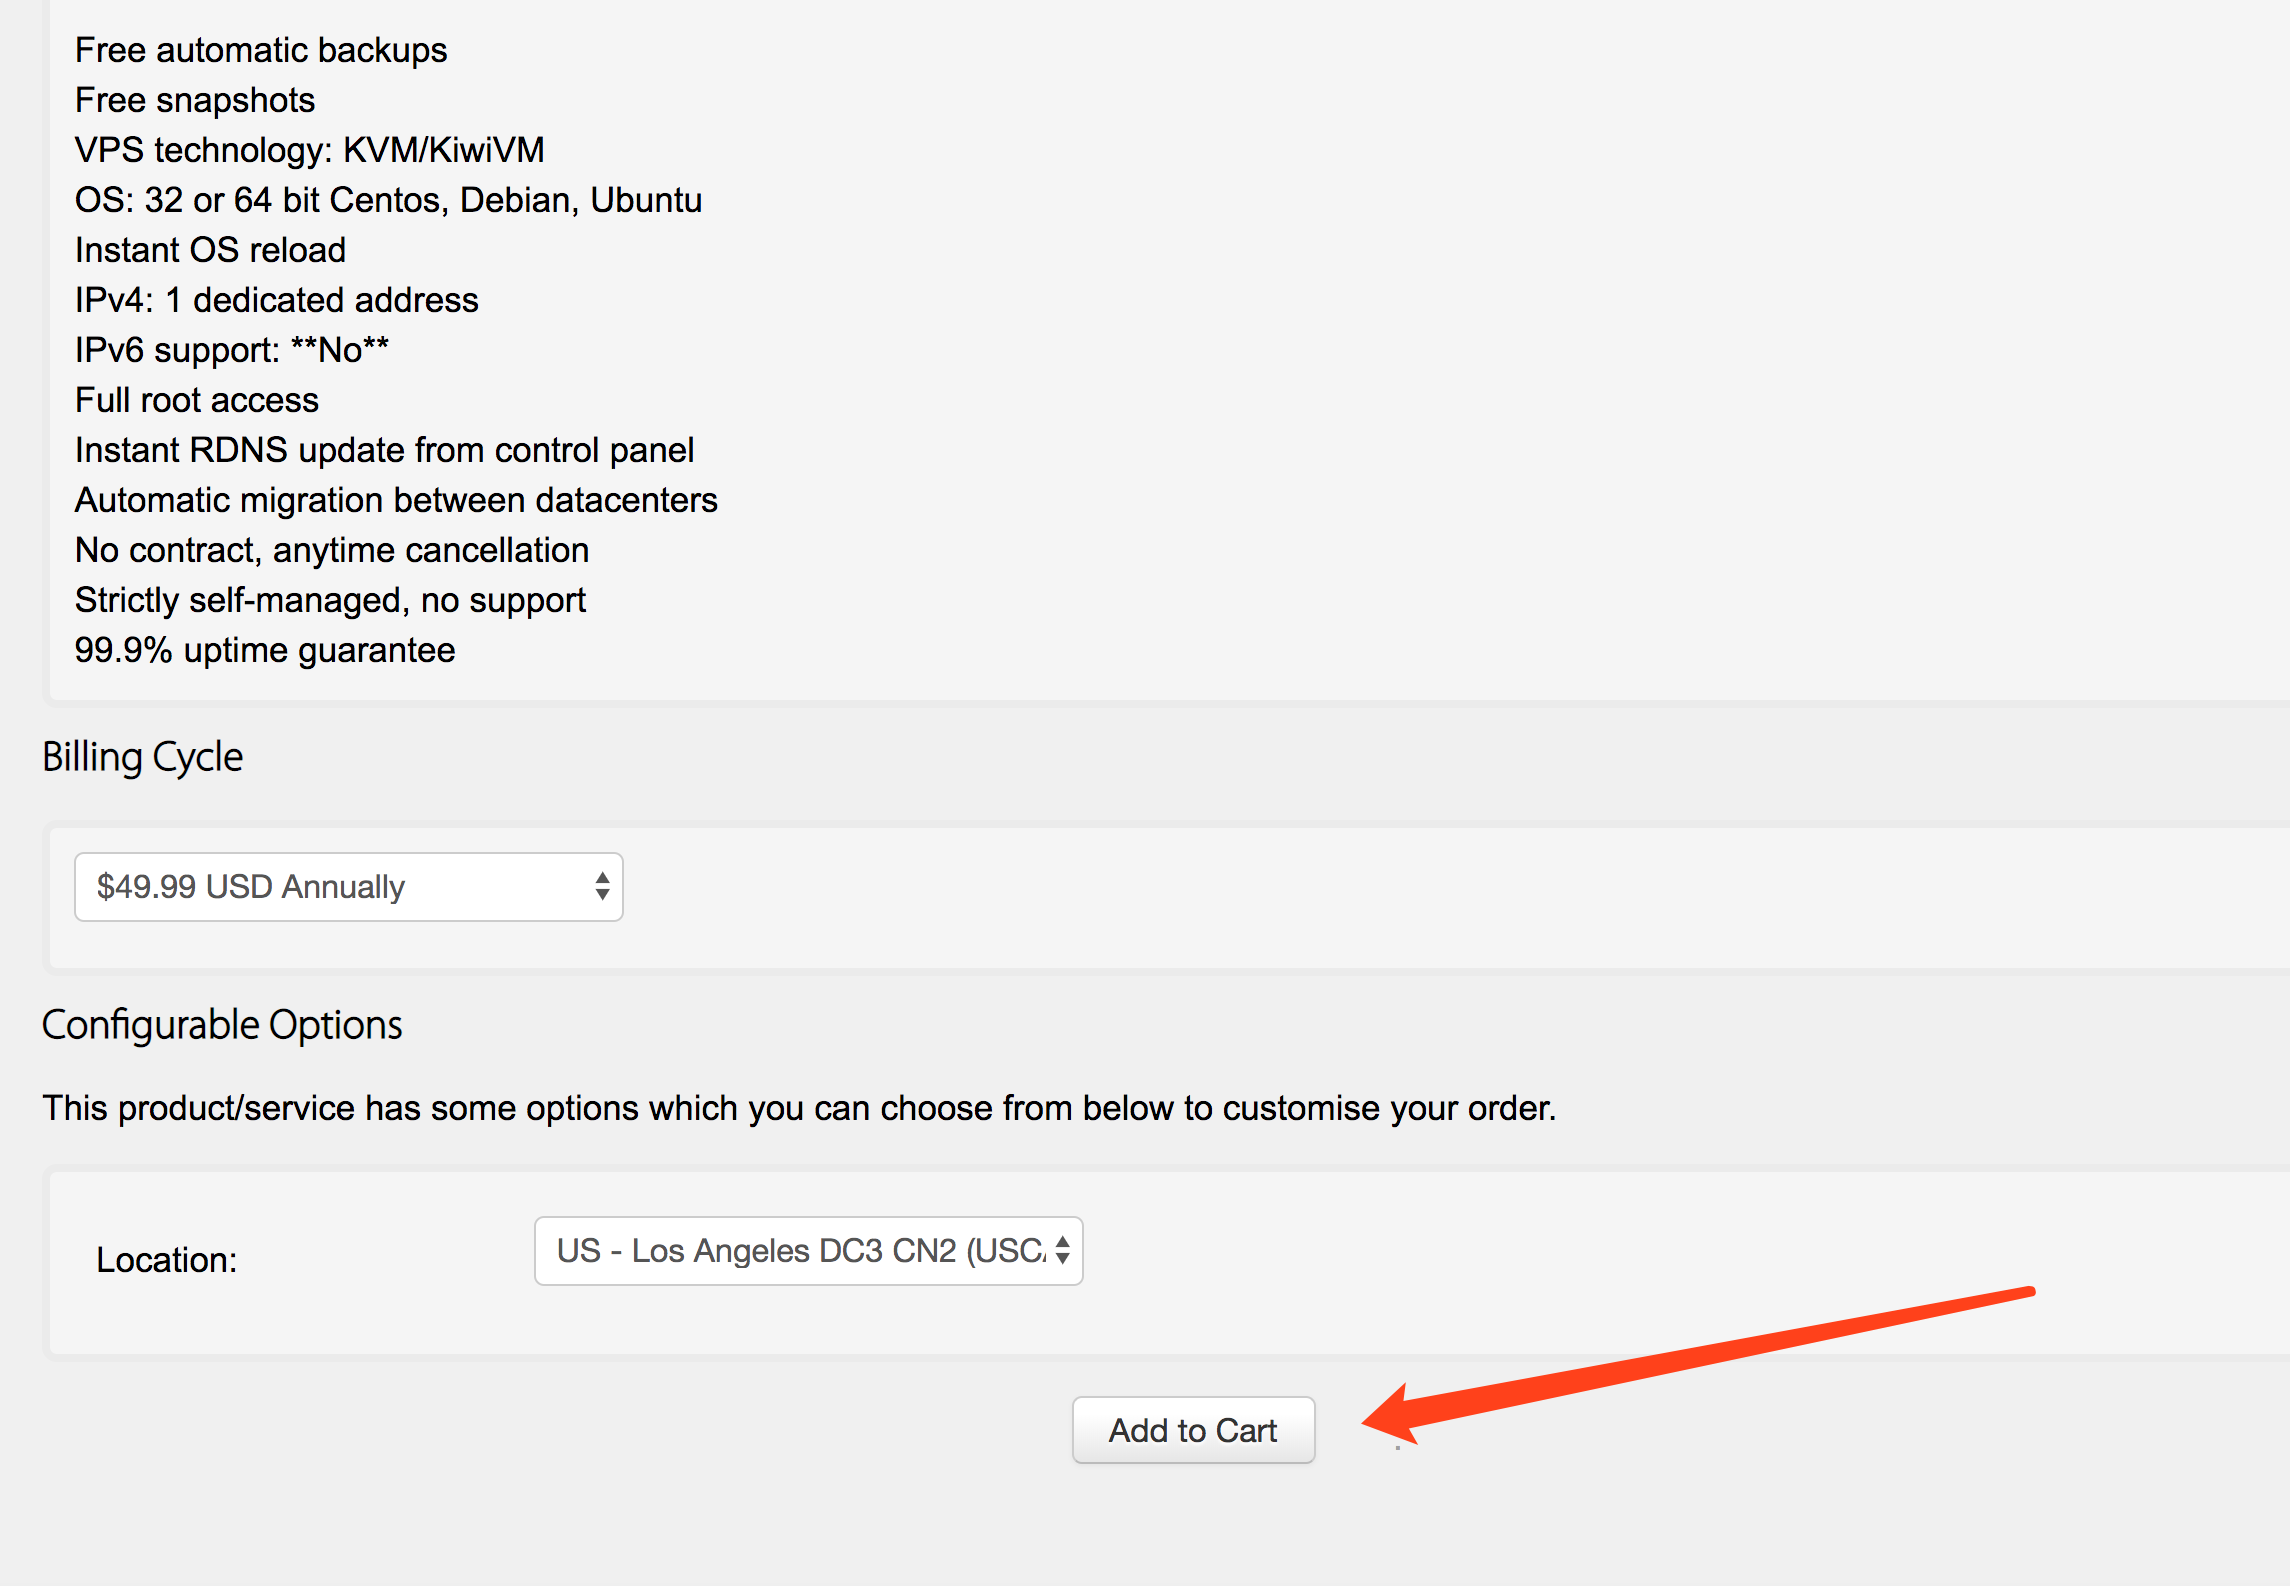 Free automatic backups
Free snapshots
VPS technology: KVM/KiwiVM
OS: 32 or 64 bit Centos, Debian, Ubuntu
Instant OS reload
IPv4: 1 dedicated address
IPv6 support: **No**
Full root access
Instant RDNS update from control panel
Automatic migration between datacenters
No contract, anytime cancellation
Strictly self-managed, no support
99.9% uptime guarantee
Billing Cycle
$49.99 USD Annually
Configurable Options
This product/service has some options which you can choose from below to customise your order.
Location:
US - Los Angeles DC3 CN2 (USC
Add to Cart